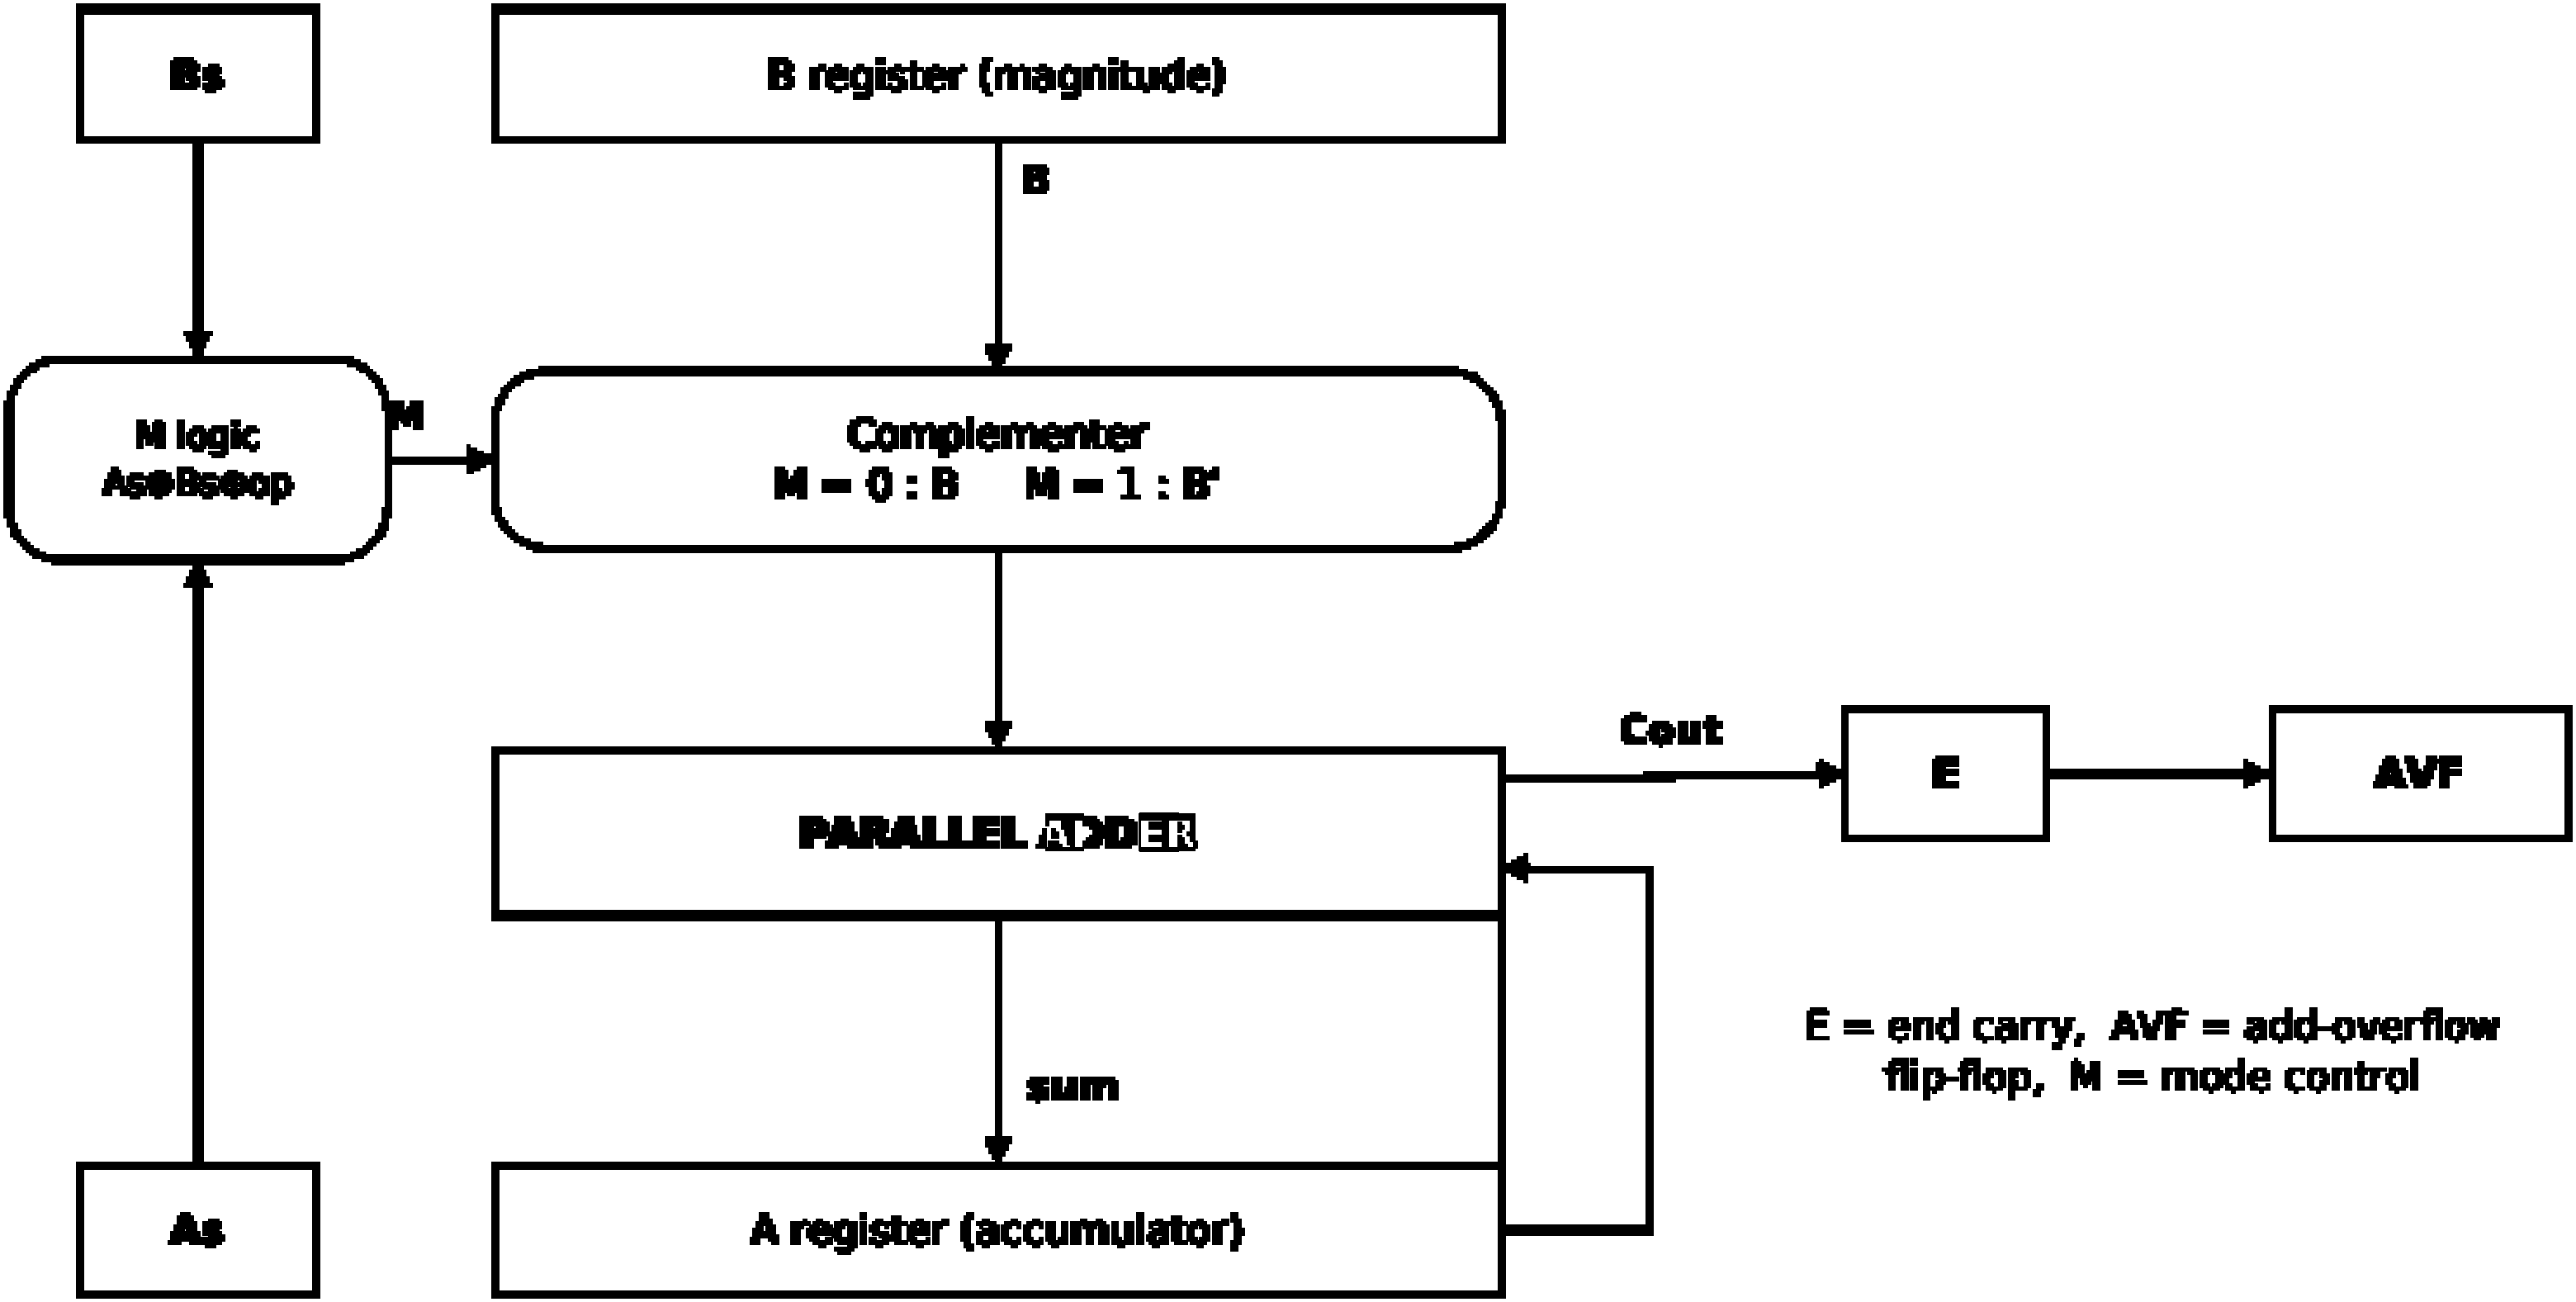 Bs
B register (magnitude)
B
M logic
As⊕Bs⊕op
M
Complementer
M = 0 : B M = 1 : B'
Cout
E
AVF
PARALLEL ADDER
sum
E = end carry, AVF = add-overflow
flip-flop, M = mode control
As
A register (accumulator)